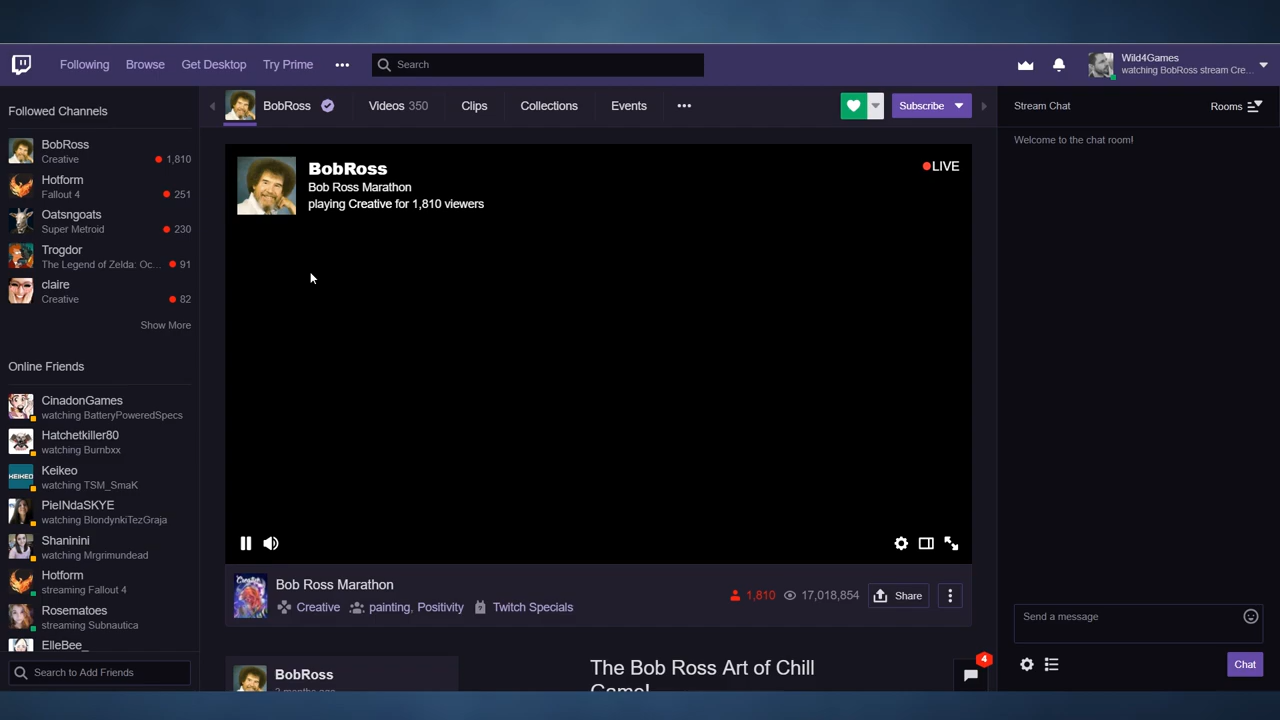 Following Browse Get Desktop Try Prime ••• Search
Wild4Games
watching BobRoss stream Cre...
Followed Channels
BobRoss
Creative 1,810
Hotform
Fallout 4 251
Oatsngoats
Super Metroid 230
Trogdor
The Legend of Zelda: Oc... 91
claire
Creative 82
Show More
Online Friends
CinadonGames
watching BatteryPoweredSpecs
Hatchetkiller80
watching Burnbxx
Keikeo
watching TSM_SmaK
PieINdaSKYE
watching BlondynkiTezGraja
Shaninini
watching Mrgrimundead
Hotform
streaming Fallout 4
Rosematoes
streaming Subnautica
ElleBee_
Search to Add Friends
BobRoss Videos 350 Clips Collections Events ••• Subscribe
BobRoss
Bob Ross Marathon
playing Creative for 1,810 viewers
LIVE
Bob Ross Marathon
Creative painting, Positivity Twitch Specials
1,810 17,018,854 Share
BobRoss
The Bob Ross Art of Chill
Game!
4
Stream Chat Rooms
Welcome to the chat room!
Send a message
Chat